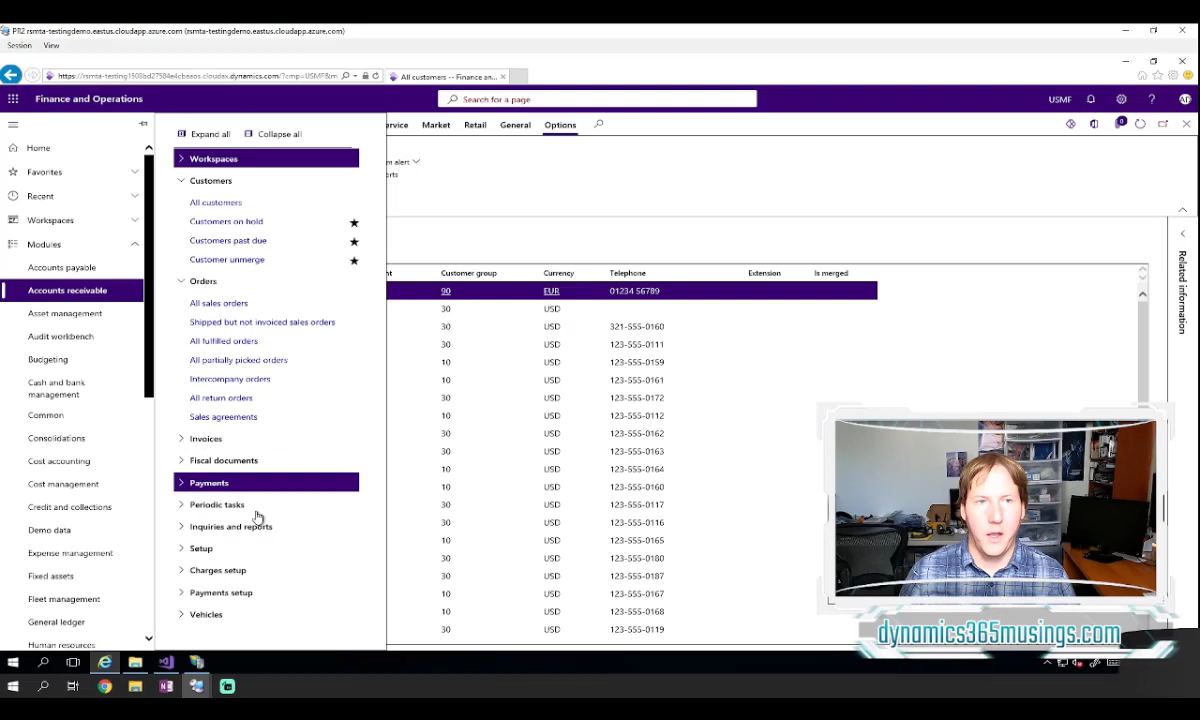 PR2 rsmta-testingdemo.eastus.cloudapp.azure.com (rsmta-testingdemo.eastus.cloudapp.azure.com)
Session View
https://rsmta-testing1508bd27584e4cbeaos.cloudax.dynamics.com/?cmp=USMF&m
All customers -- Finance an...
Finance and Operations
Search for a page
USMF
AD
Expand all Collapse all
Market Retail General Options
Home
Favorites
Recent
Workspaces
Modules
Accounts payable
Accounts receivable
Asset management
Audit workbench
Budgeting
Cash and bank
management
Common
Consolidations
Cost accounting
Cost management
Credit and collections
Demo data
Expense management
Fixed assets
Fleet management
General ledger
Human resources
Workspaces
Customers
All customers
Customers on hold
Customers past due
Customer unmerge
Orders
All sales orders
Shipped but not invoiced sales orders
All fulfilled orders
All partially picked orders
Intercompany orders
All return orders
Sales agreements
Invoices
Fiscal documents
Payments
Periodic tasks
Inquiries and reports
Setup
Charges setup
Payments setup
Vehicles
alert
Customer group Currency Telephone Extension Is merged
90 EUR 01234 56789
30 USD
30 USD 321-555-0160
30 USD 123-555-0111
10 USD 123-555-0159
10 USD 123-555-0161
30 USD 123-555-0172
10 USD 123-555-0112
30 USD 123-555-0162
30 USD 123-555-0163
10 USD 123-555-0164
10 USD 123-555-0160
30 USD 123-555-0117
30 USD 123-555-0116
10 USD 123-555-0165
30 USD 123-555-0180
30 USD 123-555-0187
10 USD 123-555-0167
10 USD 123-555-0168
30 USD 123-555-0119
Related information
dynamics365musings.com